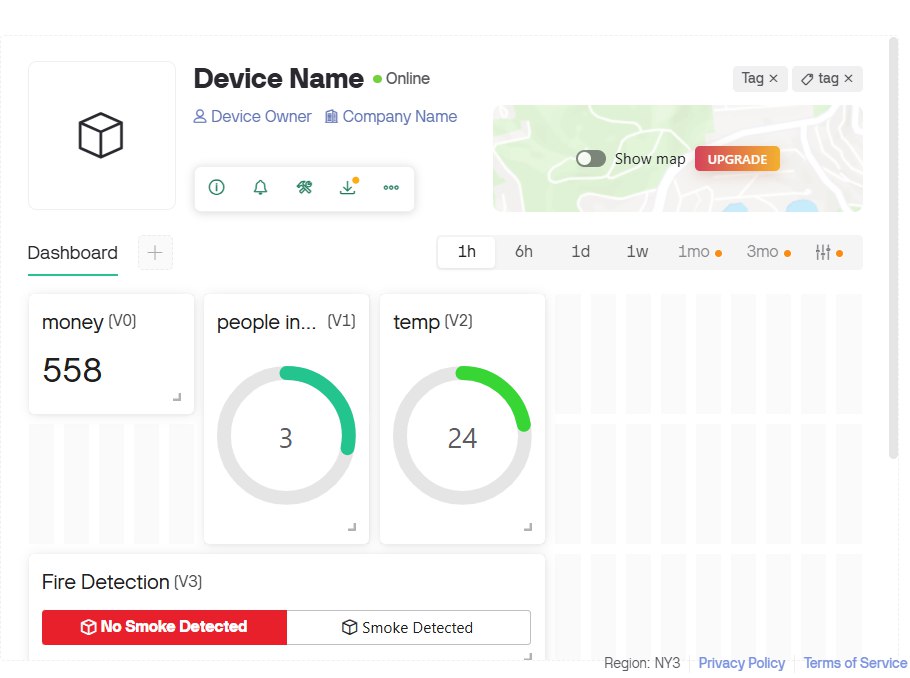 Device Name
Online
Tag ×
tag ×
Device Owner
Company Name
Show map
UPGRADE
Dashboard
1h
6h
1d
1w
1mo
3mo
money (V0)
people in... (V1)
temp (V2)
558
3
24
Fire Detection (V3)
No Smoke Detected
Smoke Detected
Region: NY3
Privacy Policy
Terms of Service